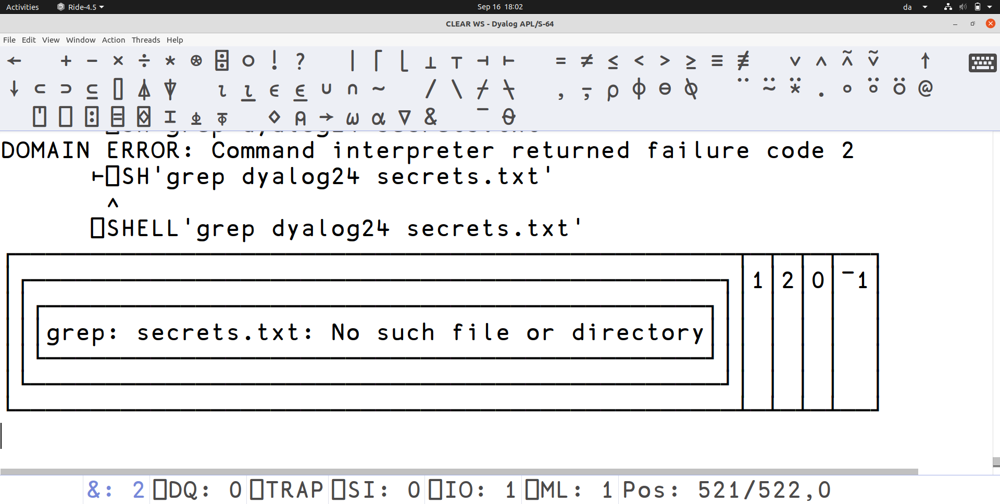 Activities Ride-4.5 Sep 16 18:02 da
CLEAR WS - Dyalog APL/S-64
File Edit View Window Action Threads Help
← + - × ÷ * ⍟ ⌹ ○ ! ? | ⌈ ⌊ ⊥ ⊤ ⊣ ⊢ = ≠ ≤ < > ≥ ≡ ≢ ∨ ∧ ⍲ ⍱ ↑
↓ ⊂ ⊃ ⊆ ⌷ ⍋ ⍒ ⍳ ⍸ ∊ ⍷ ∪ ∩ ~ / \ ⌿ ⍀ , ⍪ ⍴ ⌽ ⊖ ⍉ ¨ ⍨ ⍣ . ∘ ⍤ ⍥ @
⍞ ⎕ ⍠ ⌸ ⌺ ⌶ ⍎ ⍕ ⋄ ⍝ → ⍵ ⍺ ∇ & ¯ ⍬
DOMAIN ERROR: Command interpreter returned failure code 2
⊢⎕SH'grep dyalog24 secrets.txt'
∧
⎕SHELL'grep dyalog24 secrets.txt'
1 2 0 ¯1
grep: secrets.txt: No such file or directory
&: 2 ⎕DQ: 0 ⎕TRAP ⎕SI: 0 ⎕IO: 1 ⎕ML: 1 Pos: 521/522,0